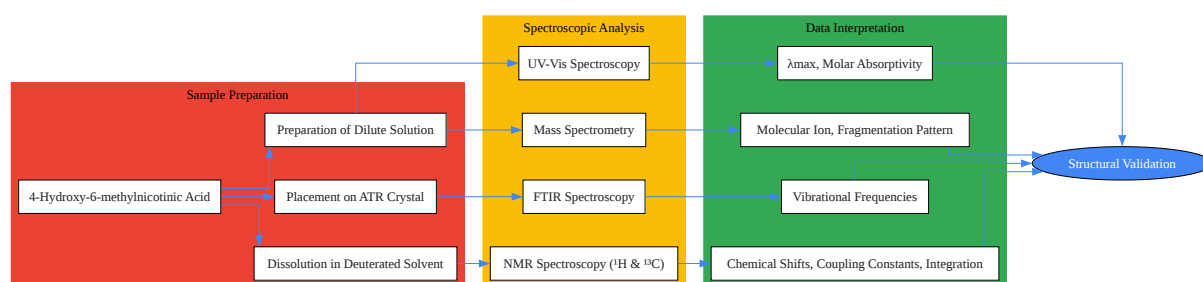 Spectroscopic Analysis
Data Interpretation
UV-Vis Spectroscopy
λmax, Molar Absorptivity
Sample Preparation
Preparation of Dilute Solution
Mass Spectrometry
Molecular Ion, Fragmentation Pattern
Structural Validation
4-Hydroxy-6-methylnicotinic Acid
Placement on ATR Crystal
FTIR Spectroscopy
Vibrational Frequencies
Dissolution in Deuterated Solvent
NMR Spectroscopy (¹H & ¹³C)
Chemical Shifts, Coupling Constants, Integration